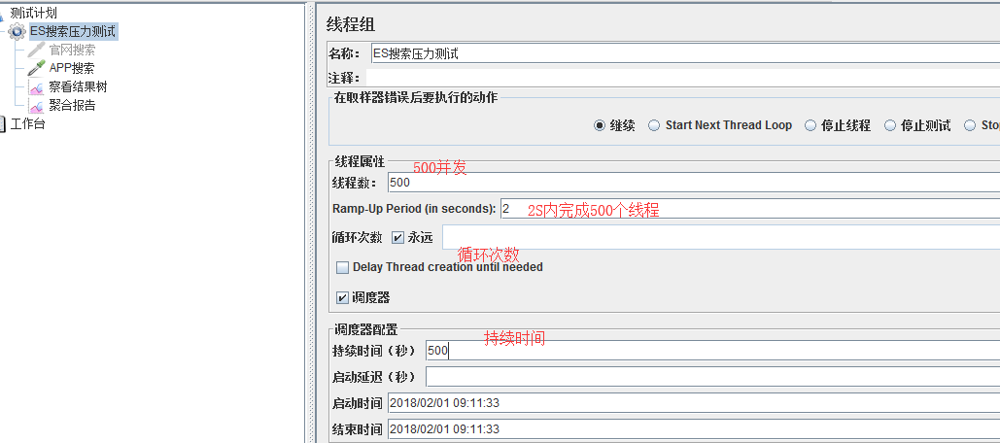 测试计划
ES搜索压力测试
官网搜索
APP搜索
察看结果树
聚合报告
工作台
线程组
名称： ES搜索压力测试
注释：
在取样器错误后要执行的动作
继续 Start Next Thread Loop 停止线程 停止测试 Sto
线程属性
500并发
线程数： 500
Ramp-Up Period (in seconds): 2 2S内完成500个线程
循环次数 永远
循环次数
Delay Thread creation until needed
调度器
调度器配置
持续时间
持续时间（秒） 500
启动延迟（秒）
启动时间 2018/02/01 09:11:33
结束时间 2018/02/01 09:11:33